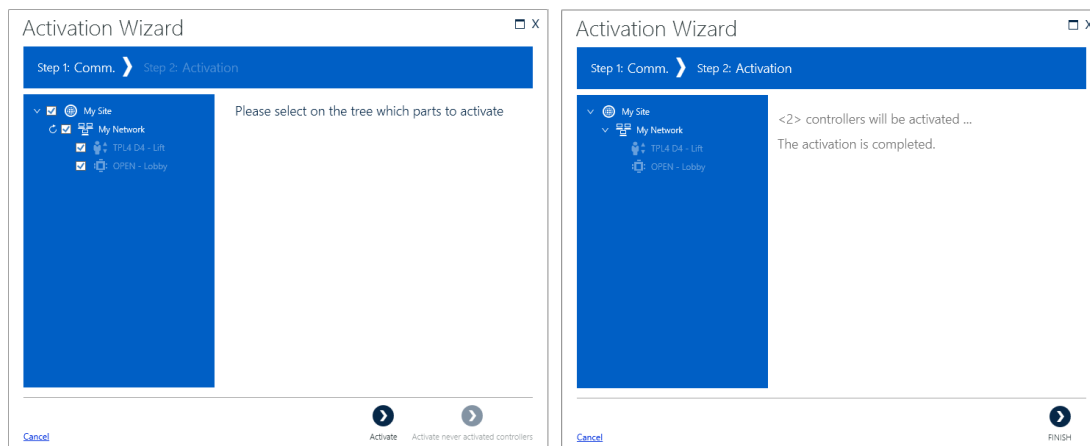 Activation Wizard
X
Step 1: Comm. ❯ Step 2: Activation
My Site
My Network
TPL4 D4 - Lift
OPEN - Lobby
Please select on the tree which parts to activate
Cancel
Activate
Activate never activated controllers
Activation Wizard
X
Step 1: Comm. ❯ Step 2: Activation
My Site
My Network
TPL4 D4 - Lift
OPEN - Lobby
<2> controllers will be activated ...
The activation is completed.
Cancel
FINISH